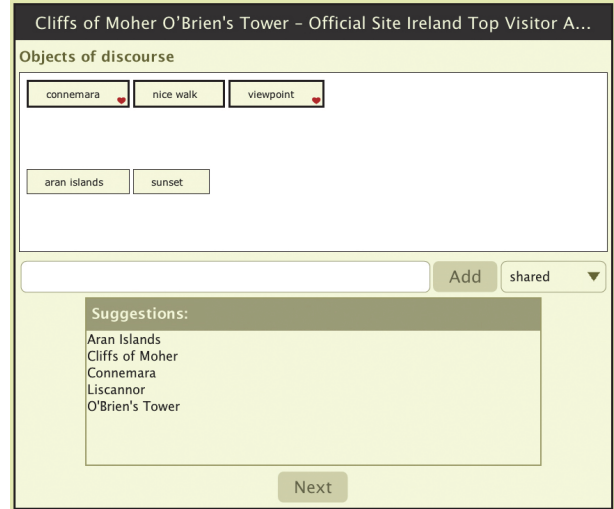 Cliffs of Moher O’Brien's Tower – Official Site Ireland Top Visitor A...
Objects of discourse
connemara nice walk viewpoint
aran islands sunset
Add shared
Suggestions:
Aran Islands
Cliffs of Moher
Connemara
Liscannor
O'Brien's Tower
Next